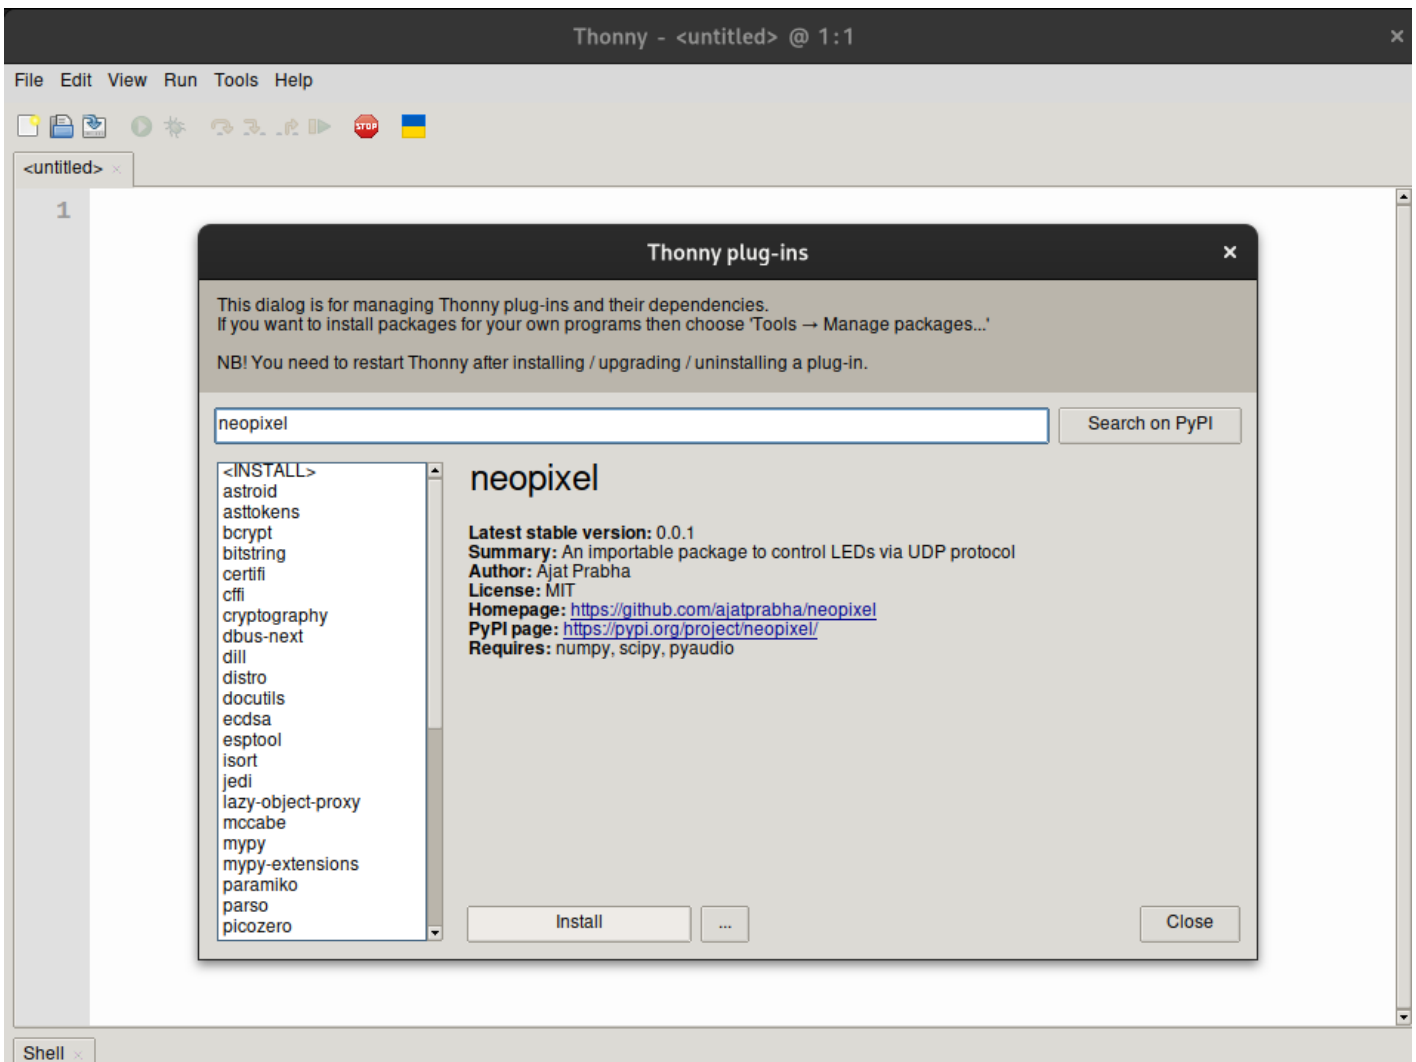 Thonny - <untitled> @ 1:1
File Edit View Run Tools Help
STOP
<untitled>
1
Thonny plug-ins
This dialog is for managing Thonny plug-ins and their dependencies.
If you want to install packages for your own programs then choose 'Tools → Manage packages...'
NB! You need to restart Thonny after installing / upgrading / uninstalling a plug-in.
neopixel
Search on PyPI
<INSTALL>
astroid
asttokens
bcrypt
bitstring
certifi
cffi
cryptography
dbus-next
dill
distro
docutils
ecdsa
esptool
isort
jedi
lazy-object-proxy
mccabe
mypy
mypy-extensions
paramiko
parso
picozero
neopixel
Latest stable version: 0.0.1
Summary: An importable package to control LEDs via UDP protocol
Author: Ajat Prabha
License: MIT
Homepage: https://github.com/ajatprabha/neopixel
PyPI page: https://pypi.org/project/neopixel/
Requires: numpy, scipy, pyaudio
Install
...
Close
Shell